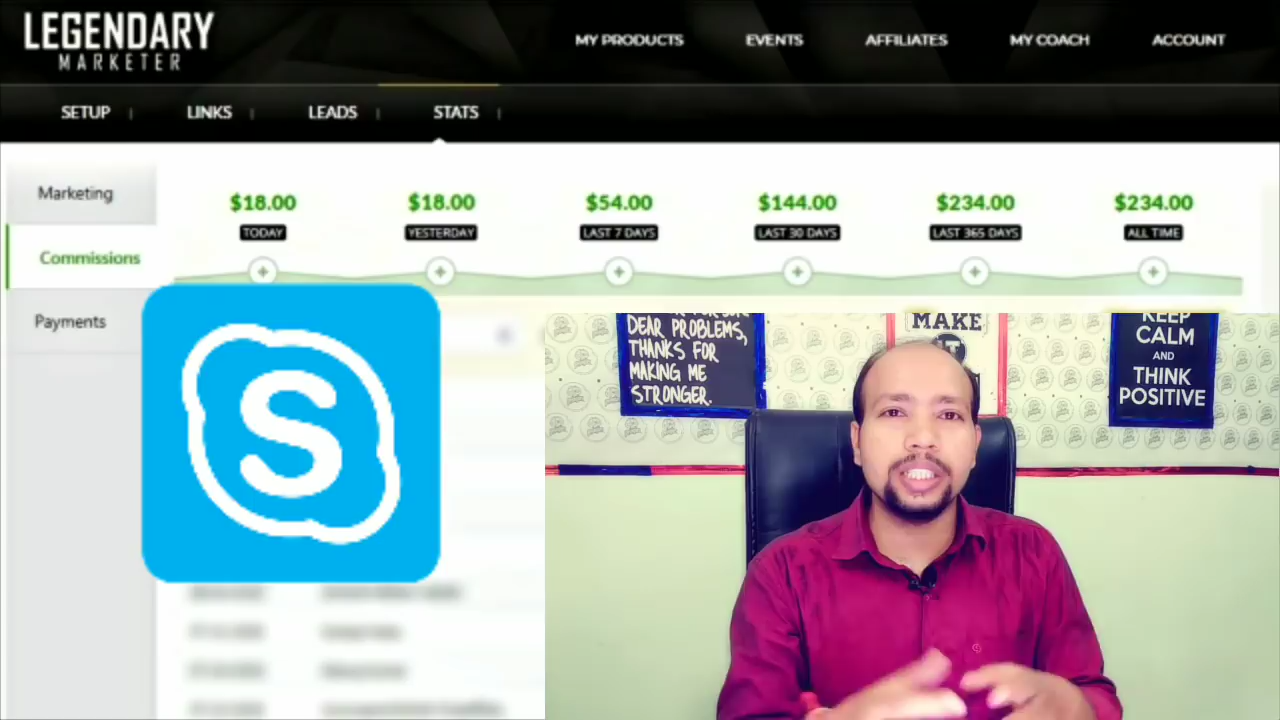 LEGENDARY
MARKETER
MY PRODUCTS EVENTS AFFILIATES MY COACH ACCOUNT
SETUP | LINKS | LEADS | STATS |
Marketing
Commissions
Payments
$18.00 $18.00 $54.00 $144.00 $234.00 $234.00
TODAY YESTERDAY LAST 7 DAYS LAST 30 DAYS LAST 365 DAYS ALL TIME
S
DEAR PROBLEMS,
THANKS FOR
MAKING ME
STRONGER.
MAKE
IT
KEEP
CALM
AND
THINK
POSITIVE